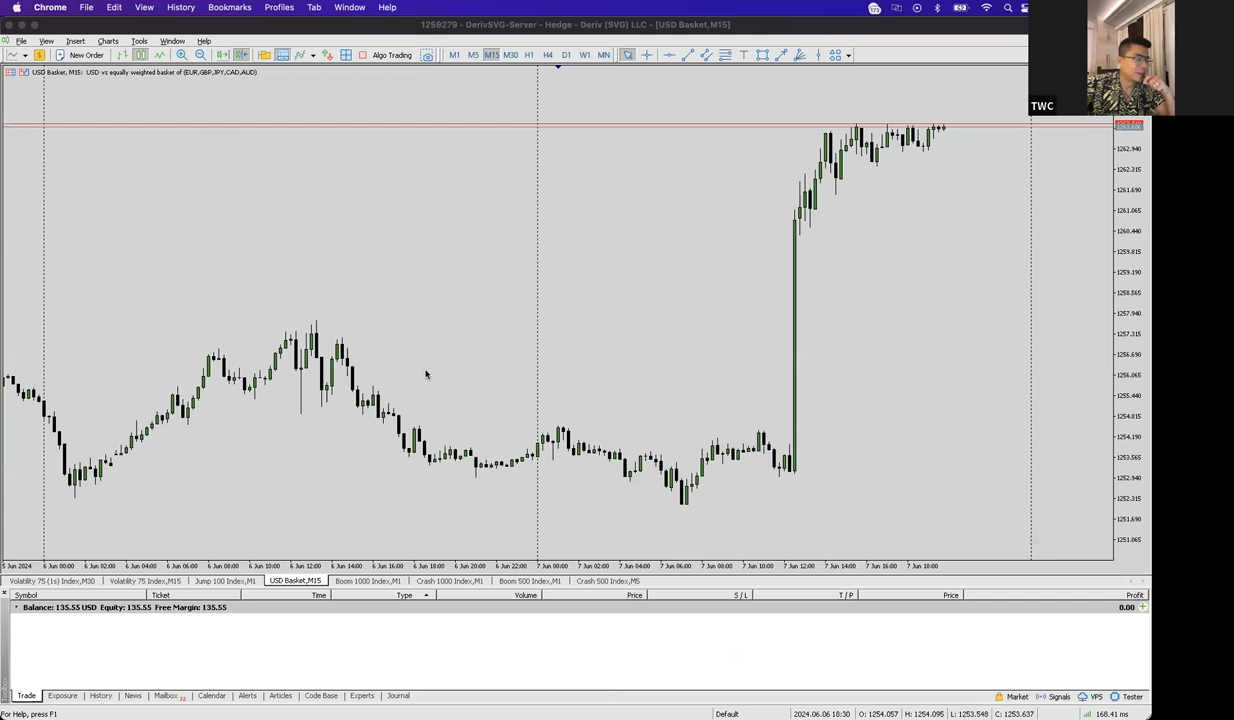 Chrome File Edit View History Bookmarks Profiles Tab Window Help
1259279 - DerivSVG-Server - Hedge - Deriv (SVG) LLC - [USD Basket,M15]
File View Insert Charts Tools Window Help
New Order Algo Trading M1 M5 M15 M30 H1 H4 D1 W1 MN
USD Basket, M15: USD vs equally weighted basket of (EUR,GBP,JPY,CAD,AUD)
TWC
1262.940
1262.315
1261.690
1261.065
1260.440
1259.815
1259.190
1258.565
1257.940
1257.315
1256.690
1256.065
1255.440
1254.815
1254.190
1253.565
1252.940
1252.315
1251.690
1251.065
5 Jun 2024 6 Jun 00:00 6 Jun 02:00 6 Jun 04:00 6 Jun 06:00 6 Jun 08:00 6 Jun 10:00 6 Jun 12:00 6 Jun 14:00 6 Jun 16:00 6 Jun 18:00 6 Jun 20:00 6 Jun 22:00 7 Jun 00:00 7 Jun 02:00 7 Jun 04:00 7 Jun 06:00 7 Jun 08:00 7 Jun 10:00 7 Jun 12:00 7 Jun 14:00 7 Jun 16:00 7 Jun 18:00
Volatility 75 (1s) Index,M30 Volatility 75 Index,M15 Jump 100 Index,M1 USD Basket,M15 Boom 1000 Index,M1 Crash 1000 Index,M1 Boom 500 Index,M1 Crash 500 Index,M5
Symbol Ticket Time Type Volume Price S / L T / P Price Profit
Balance: 135.55 USD Equity: 135.55 Free Margin: 135.55 0.00
Trade Exposure History News Mailbox 12 Calendar Alerts Articles Code Base Experts Journal Market Signals VPS Tester
For Help, press F1 Default 2024.06.06 18:30 O: 1254.057 H: 1254.095 L: 1253.548 C: 1253.637 168.41 ms